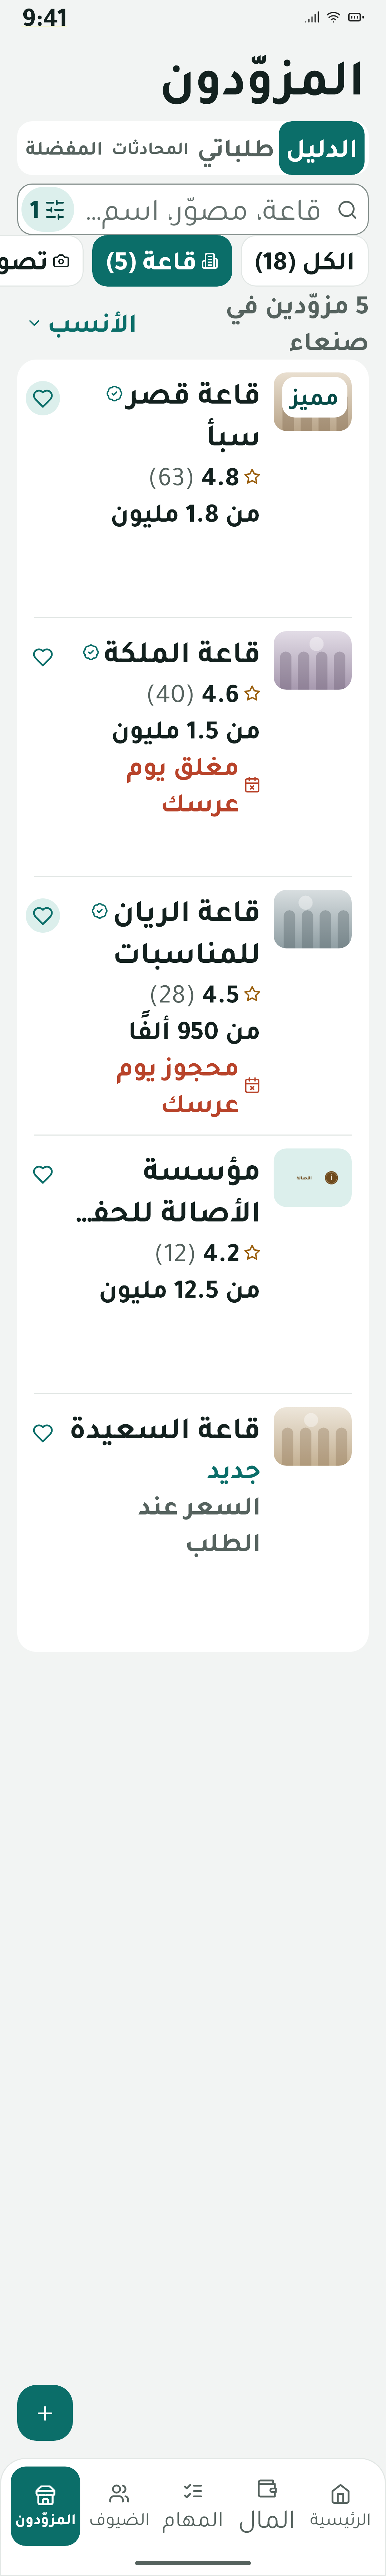 9:41
المزوّدون
الدليل طلباتي المحادثات المفضلة
قاعة، مصوّر، اسم... 1
الكل (18) قاعة (5) تصو
5 مزوّدين في
صنعاء
الأنسب
مميز
قاعة قصر
سبأ
4.8 (63)
من 1.8 مليون
قاعة الملكة
4.6 (40)
من 1.5 مليون
مغلق يوم
عرسك
قاعة الريان
للمناسبات
4.5 (28)
من 950 ألفًا
محجوز يوم
عرسك
الأصالة
مؤسسة
الأصالة للحف...
4.2 (12)
من 12.5 مليون
قاعة السعيدة
جديد
السعر عند
الطلب
الرئيسية المال المهام الضيوف المزوّدون